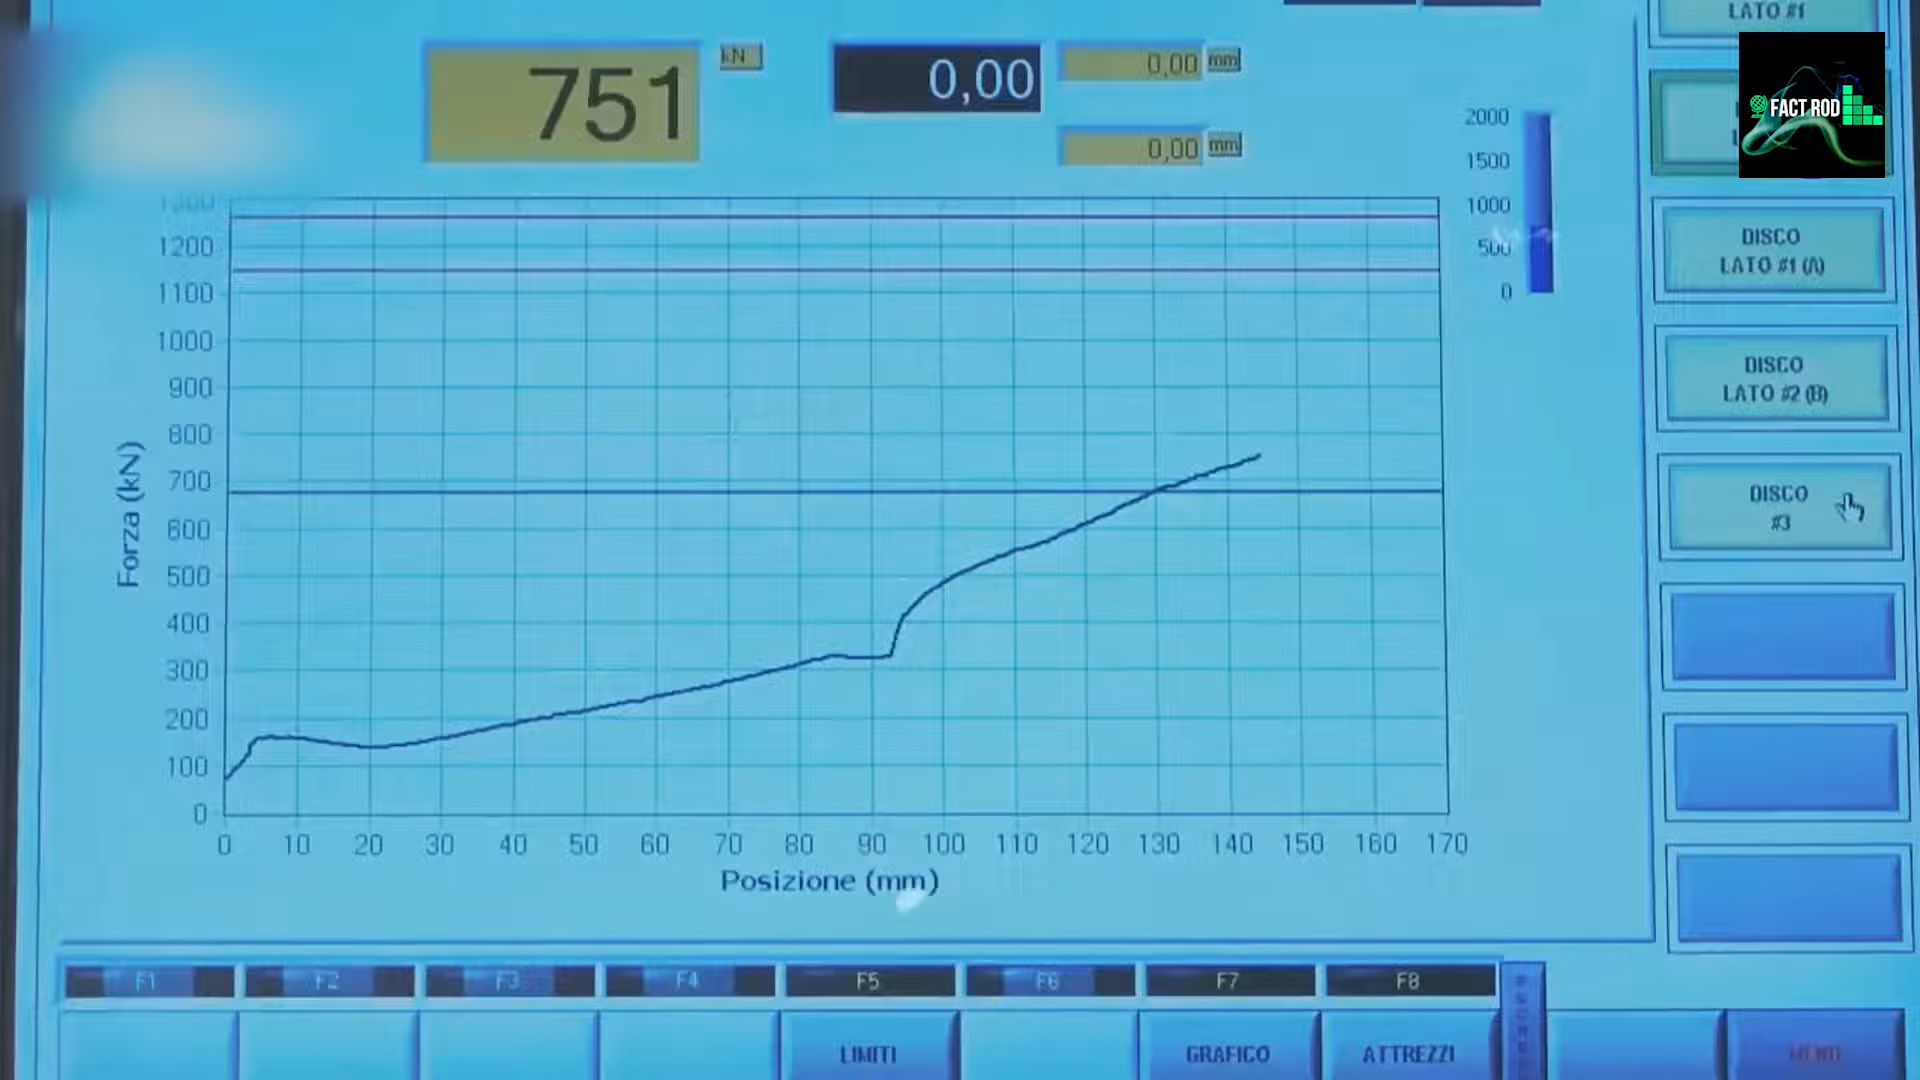 LATO #1
FACT ROD
751
kN
0,00
0,00
mm
0,00
mm
2000
1500
1000
500
0
DISCO
LATO #1 (A)
DISCO
LATO #2 (B)
DISCO
#3
1300
1200
1100
1000
900
800
700
600
500
400
300
200
100
0
Forza (kN)
0 10 20 30 40 50 60 70 80 90 100 110 120 130 140 150 160 170
Posizione (mm)
F1 F2 F3 F4 F5 F6 F7 F8
LIMITI
GRAFICO
ATTREZZI
MENU